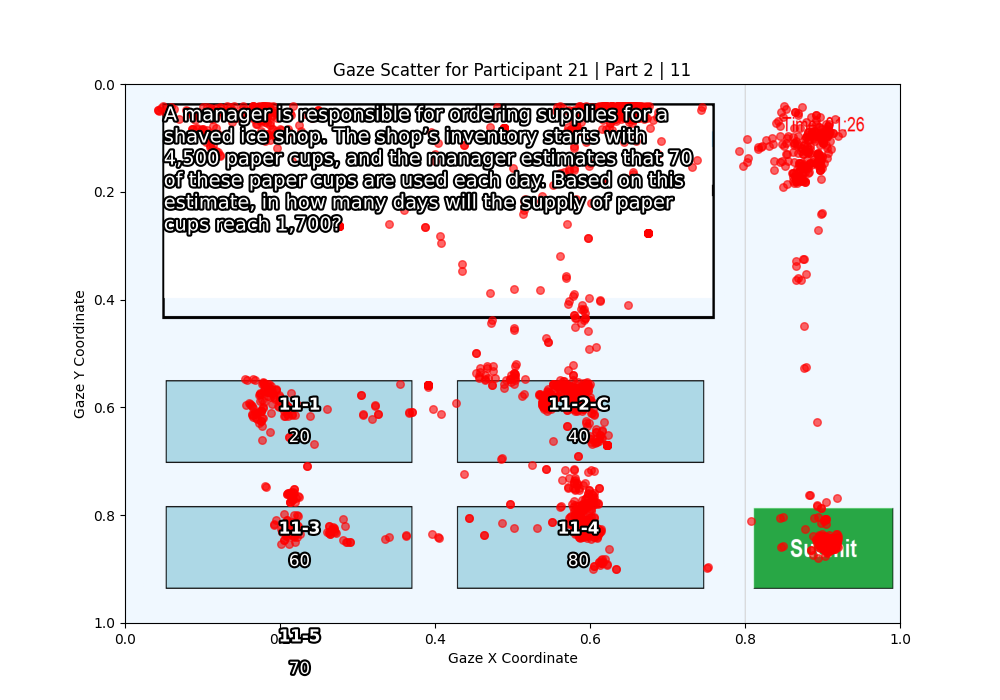 Gaze Scatter for Participant 21 | Part 2 | 11
A manager is responsible for ordering supplies for a
shaved ice shop. The shop's inventory starts with
4,500 paper cups, and the manager estimates that 70
of these paper cups are used each day. Based on this
estimate, in how many days will the supply of paper
cups reach 1,700?
11-1
20
11-2-C
40
11-3
60
11-4
80
11-5
70
Gaze X Coordinate
Gaze Y Coordinate
0.0
0.2
0.4
0.6
0.8
1.0
0.0
0.4
0.6
0.8
1.0